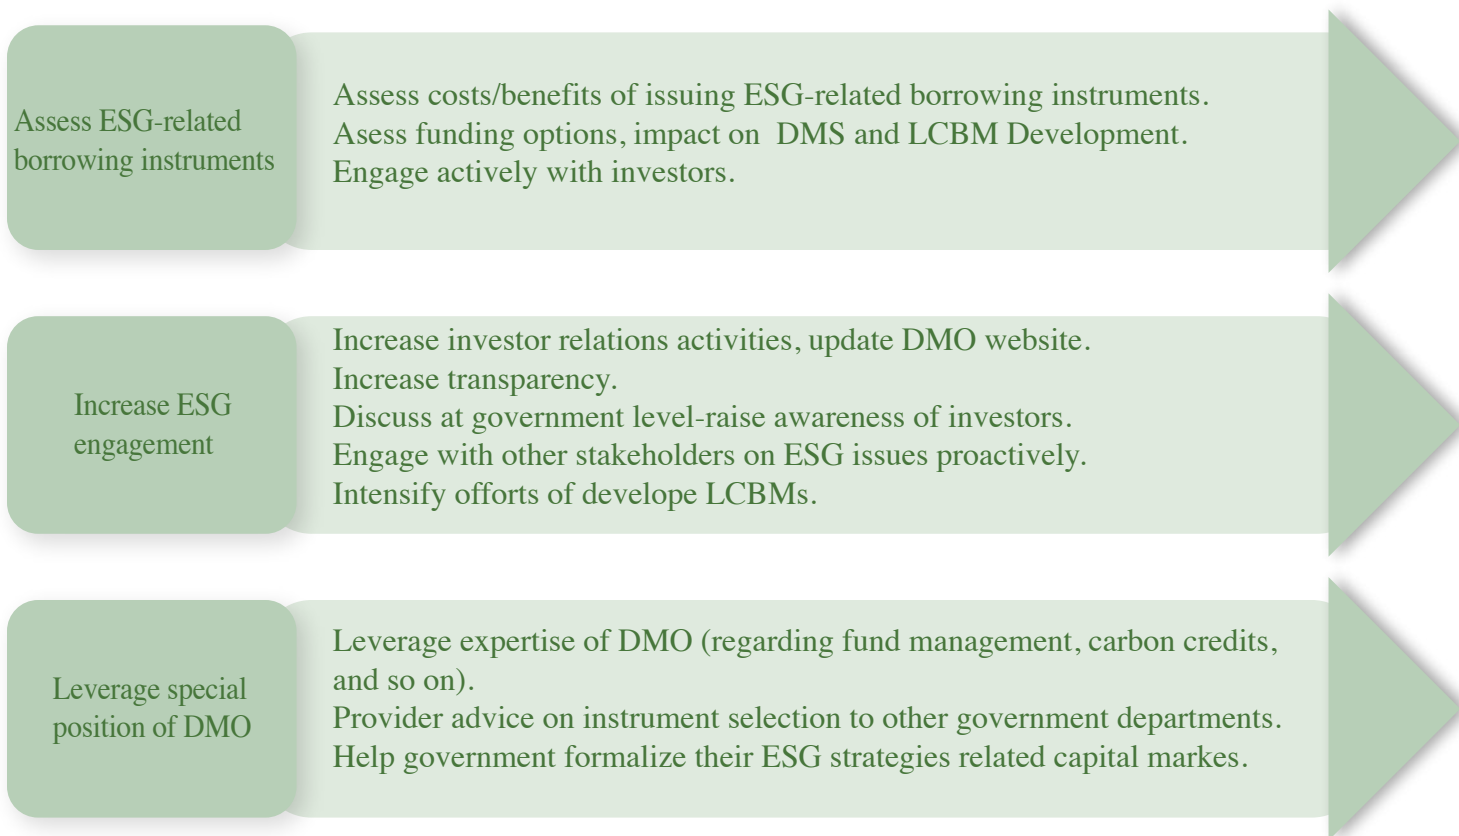 Assess ESG-related
borrowing instruments
Assess costs/benefits of issuing ESG-related borrowing instruments.
Asess funding options, impact on DMS and LCBM Development.
Engage actively with investors.
Increase ESG
engagement
Increase investor relations activities, update DMO website.
Increase transparency.
Discuss at government level-raise awareness of investors.
Engage with other stakeholders on ESG issues proactively.
Intensify offorts of develope LCBMs.
Leverage special
position of DMO
Leverage expertise of DMO (regarding fund management, carbon credits,
and so on).
Provider advice on instrument selection to other government departments.
Help government formalize their ESG strategies related capital markes.